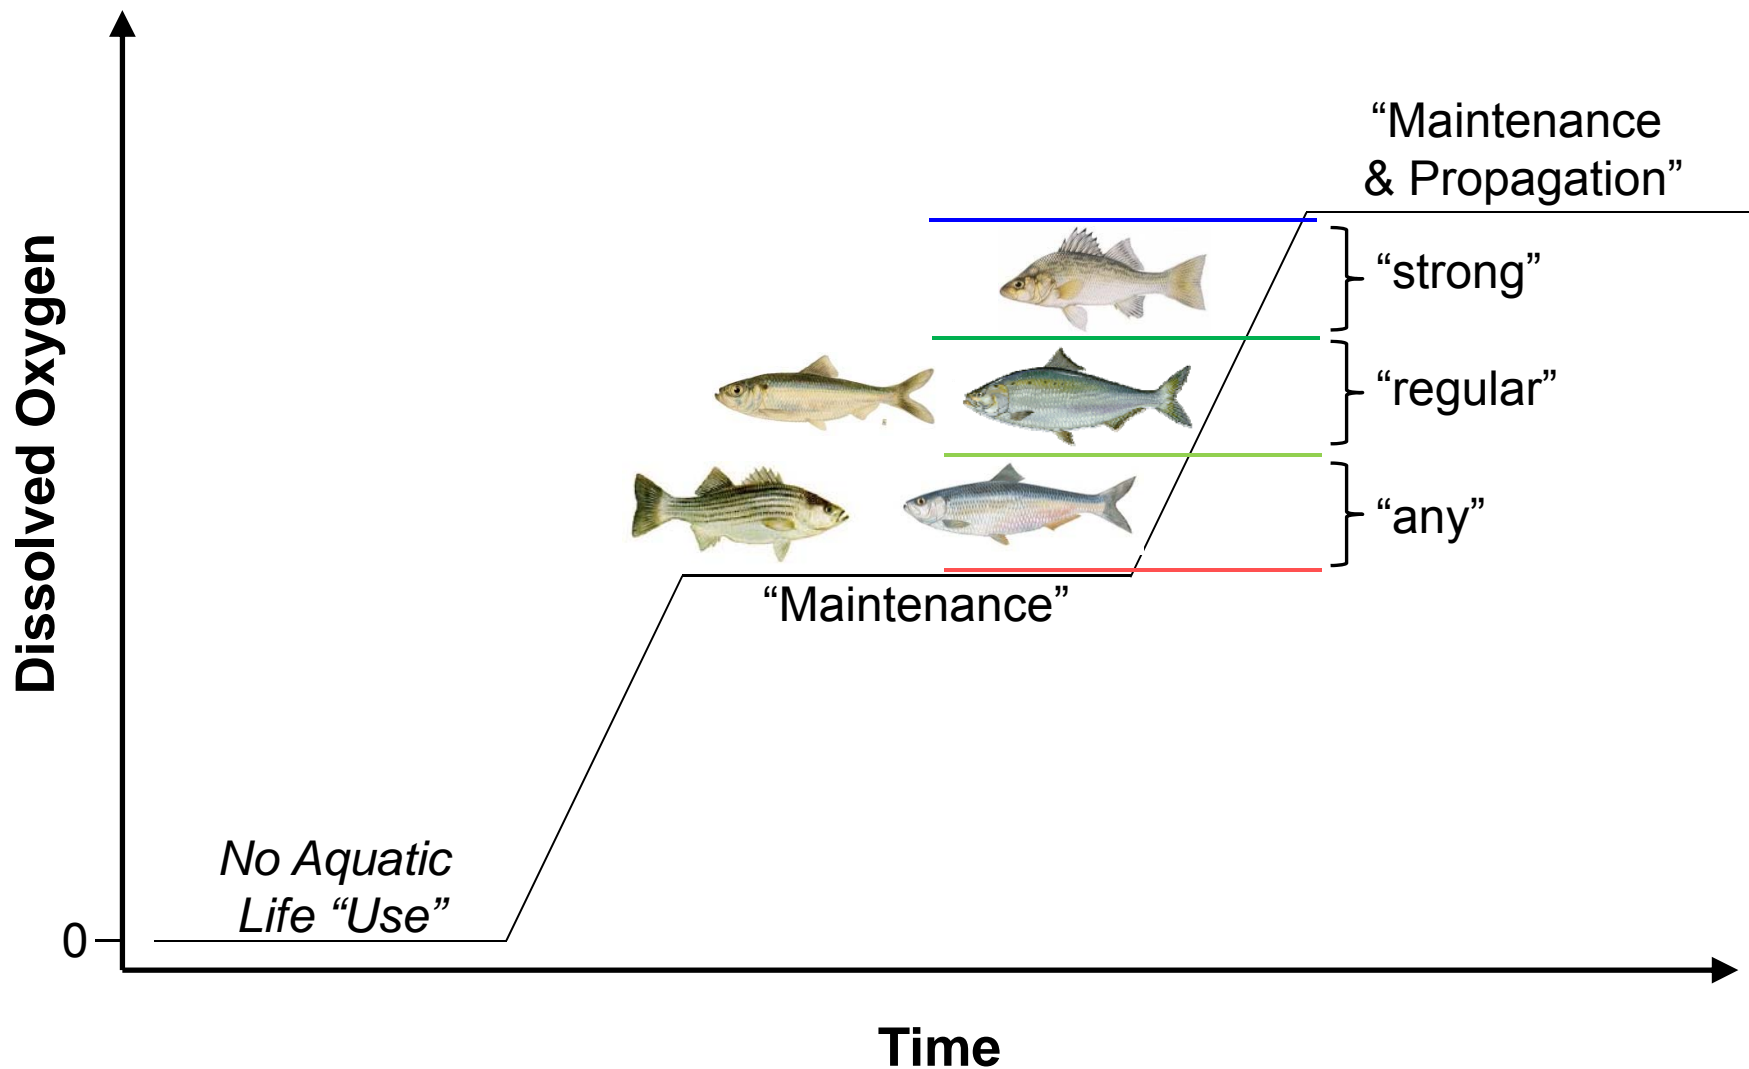 “Maintenance
& Propagation”
“strong”
“regular”
“any”
“Maintenance”
No Aquatic
Life “Use”
0
Dissolved Oxygen
Time